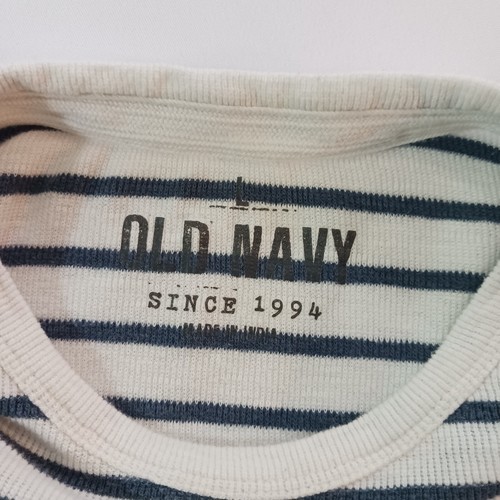 L
OLD NAVY
SINCE 1994
MADE IN INDIA